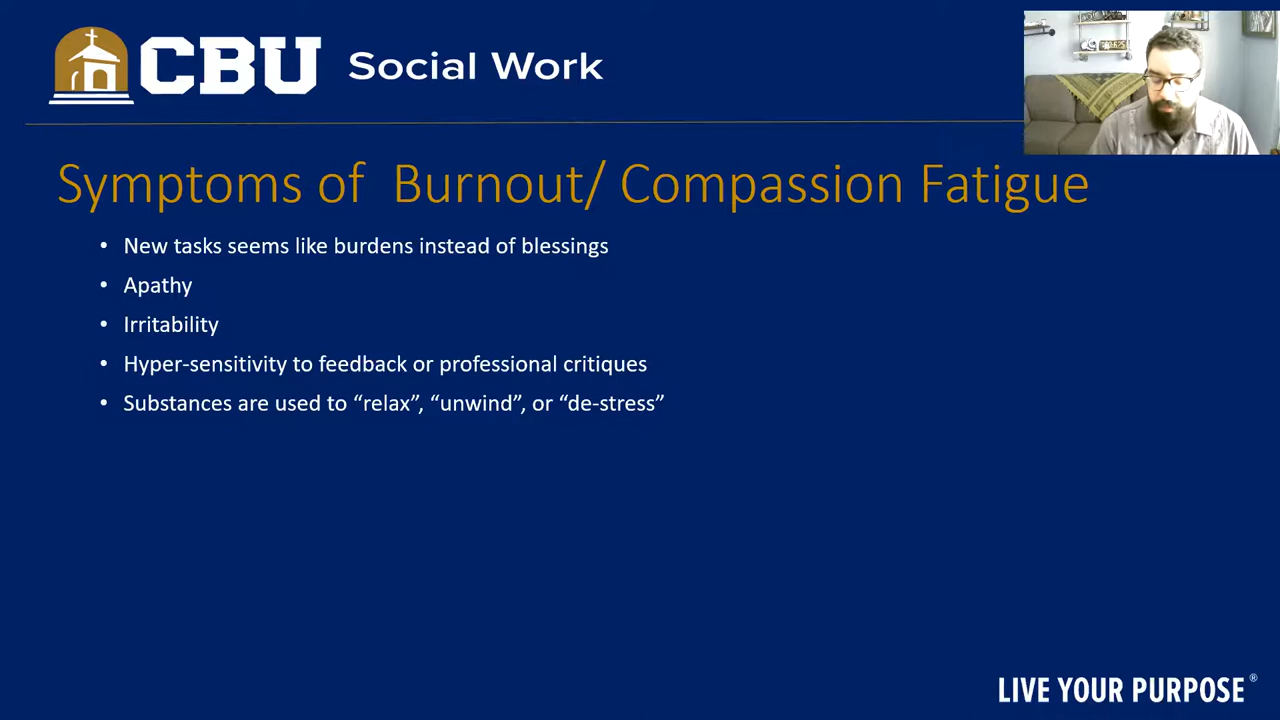 CBU Social Work
Symptoms of Burnout/ Compassion Fatigue
• New tasks seems like burdens instead of blessings
• Apathy
• Irritability
• Hyper-sensitivity to feedback or professional critiques
• Substances are used to “relax”, “unwind”, or “de-stress”
LIVE YOUR PURPOSE®